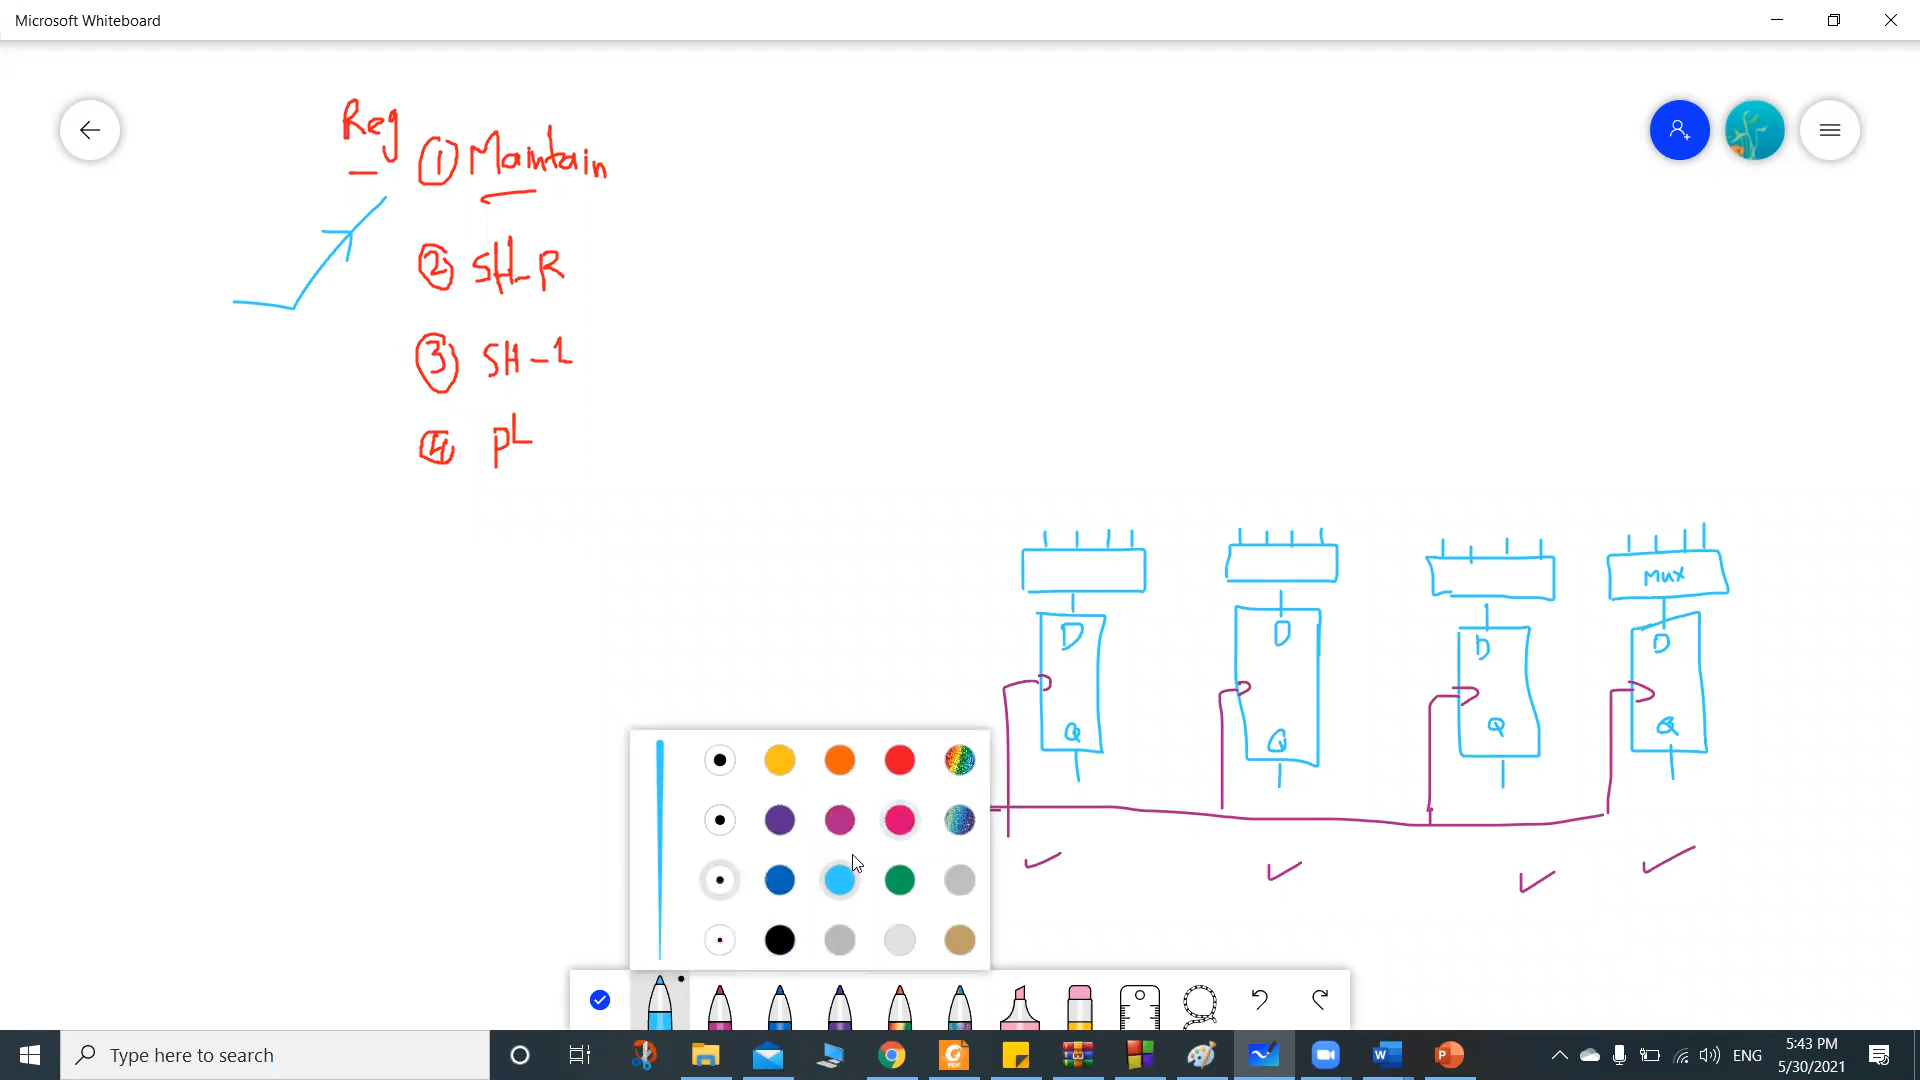 Microsoft Whiteboard
Reg
① Maintain
② SH-R
③ SH-L
④ PL
Mux
D D D D
Q Q Q Q
Type here to search
ENG
5:43 PM
5/30/2021